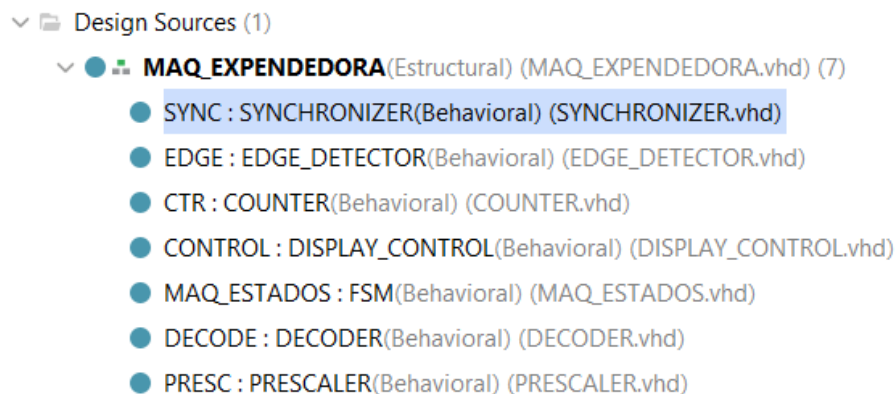 Design Sources (1)
MAQ_EXPENDEDORA(Estructural) (MAQ_EXPENDEDORA.vhd) (7)
SYNC : SYNCHRONIZER(Behavioral) (SYNCHRONIZER.vhd)
EDGE : EDGE_DETECTOR(Behavioral) (EDGE_DETECTOR.vhd)
CTR : COUNTER(Behavioral) (COUNTER.vhd)
CONTROL : DISPLAY_CONTROL(Behavioral) (DISPLAY_CONTROL.vhd)
MAQ_ESTADOS : FSM(Behavioral) (MAQ_ESTADOS.vhd)
DECODE : DECODER(Behavioral) (DECODER.vhd)
PRESC : PRESCALER(Behavioral) (PRESCALER.vhd)